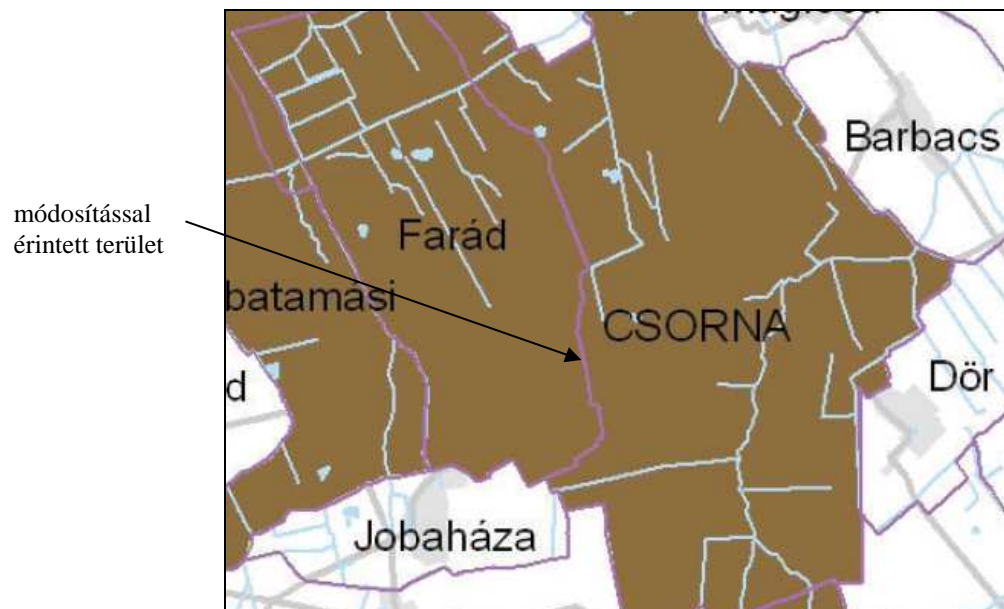 Barbacs
módosítással
érintett terület
Farád
batamási
CSORNA
d
Dör
Jobaháza